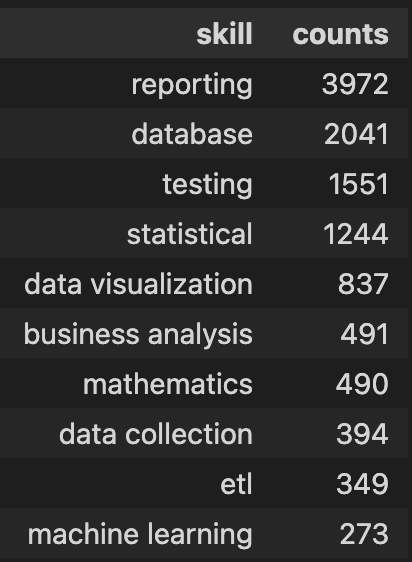 skill counts
reporting 3972
database 2041
testing 1551
statistical 1244
data visualization 837
business analysis 491
mathematics 490
data collection 394
etl 349
machine learning 273